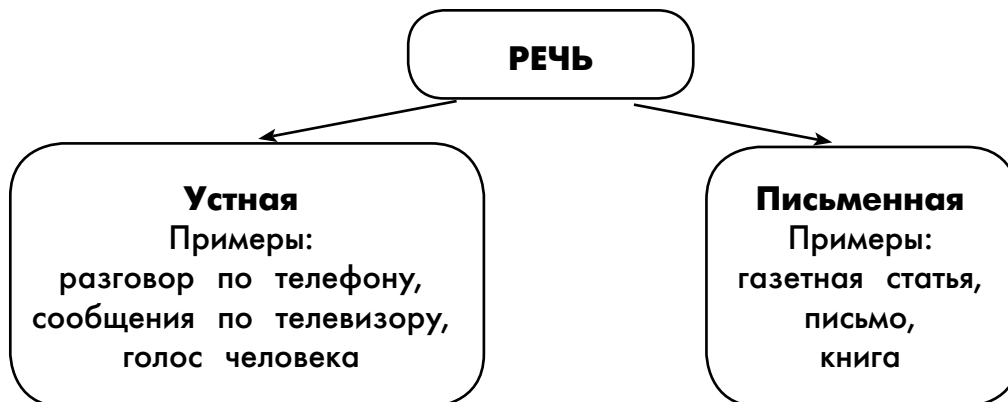 РЕЧЬ
Устная
Примеры:
разговор по телефону,
сообщения по телевизору,
голос человека
Письменная
Примеры:
газетная статья,
письмо,
книга